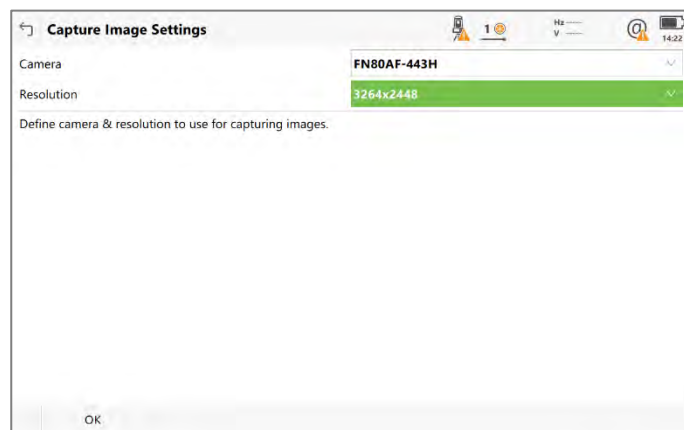 Capture Image Settings
1
Hz ---
V ---
@
14:22
Camera
FN80AF-443H
Resolution
3264x2448
Define camera & resolution to use for capturing images.
OK